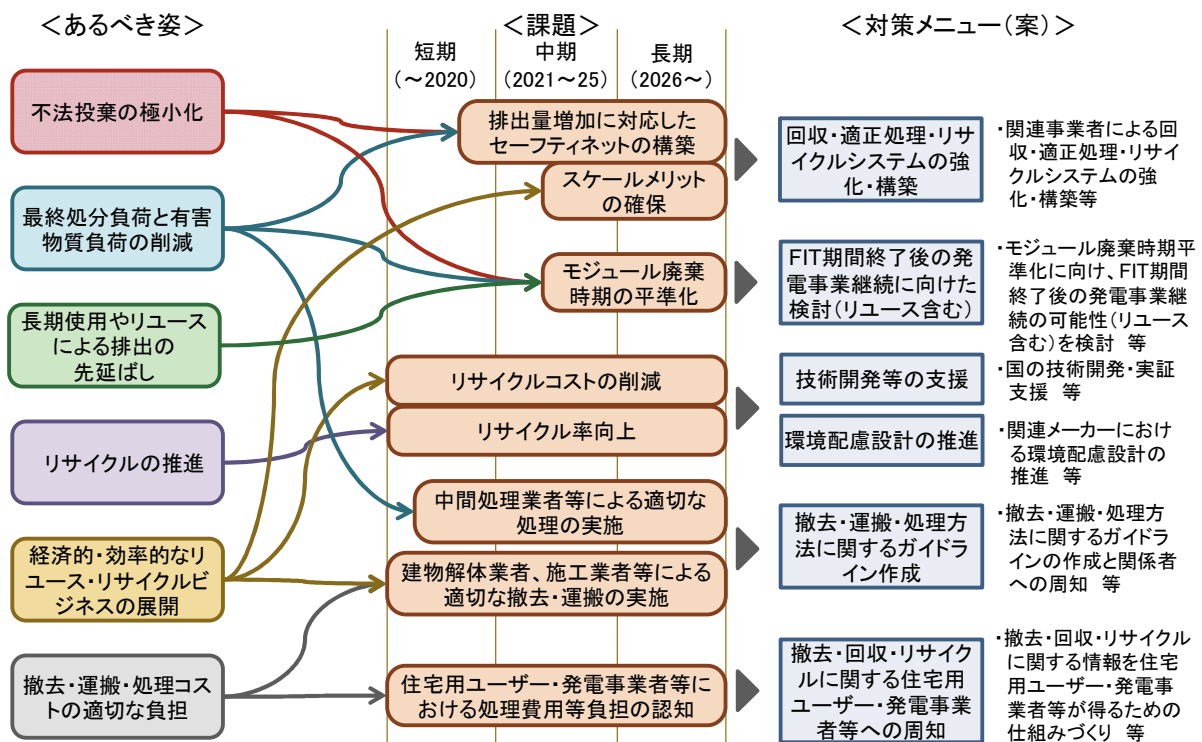 ＜あるべき姿＞
＜課題＞
＜対策メニュー（案）＞
短期
（～2020）
中期
（2021～25）
長期
（2026～）
不法投棄の極小化
最終処分負荷と有害
物質負荷の削減
長期使用やリユース
による排出の
先延ばし
リサイクルの推進
経済的・効率的なリ
ユース・リサイクルビ
ジネスの展開
撤去・運搬・処理コス
トの適切な負担
排出量増加に対応した
セーフティネットの構築
スケールメリット
の確保
モジュール廃棄
時期の平準化
リサイクルコストの削減
リサイクル率向上
中間処理業者等による適切な
処理の実施
建物解体業者、施工業者等による
適切な撤去・運搬の実施
住宅用ユーザー・発電事業者等に
おける処理費用等負担の認知
回収・適正処理・リサ
イクルシステムの強
化・構築
FIT期間終了後の発
電事業継続に向けた
検討（リユース含む）
技術開発等の支援
環境配慮設計の推進
撤去・運搬・処理方
法に関するガイドラ
イン作成
撤去・回収・リサイク
ルに関する住宅用
ユーザー・発電事業
者等への周知
・関連事業者による回
収・適正処理・リサイ
クルシステムの強
化・構築等
・モジュール廃棄時期平
準化に向け、FIT期間
終了後の発電事業継
続の可能性（リユース
含む）を検討 等
・国の技術開発・実証
支援 等
・関連メーカーにおけ
る環境配慮設計の
推進 等
・撤去・運搬・処理方
法に関するガイドラ
インの作成と関係者
への周知 等
・撤去・回収・リサイクル
に関する情報を住宅
用ユーザー・発電事
業者等が得るための
仕組みづくり 等